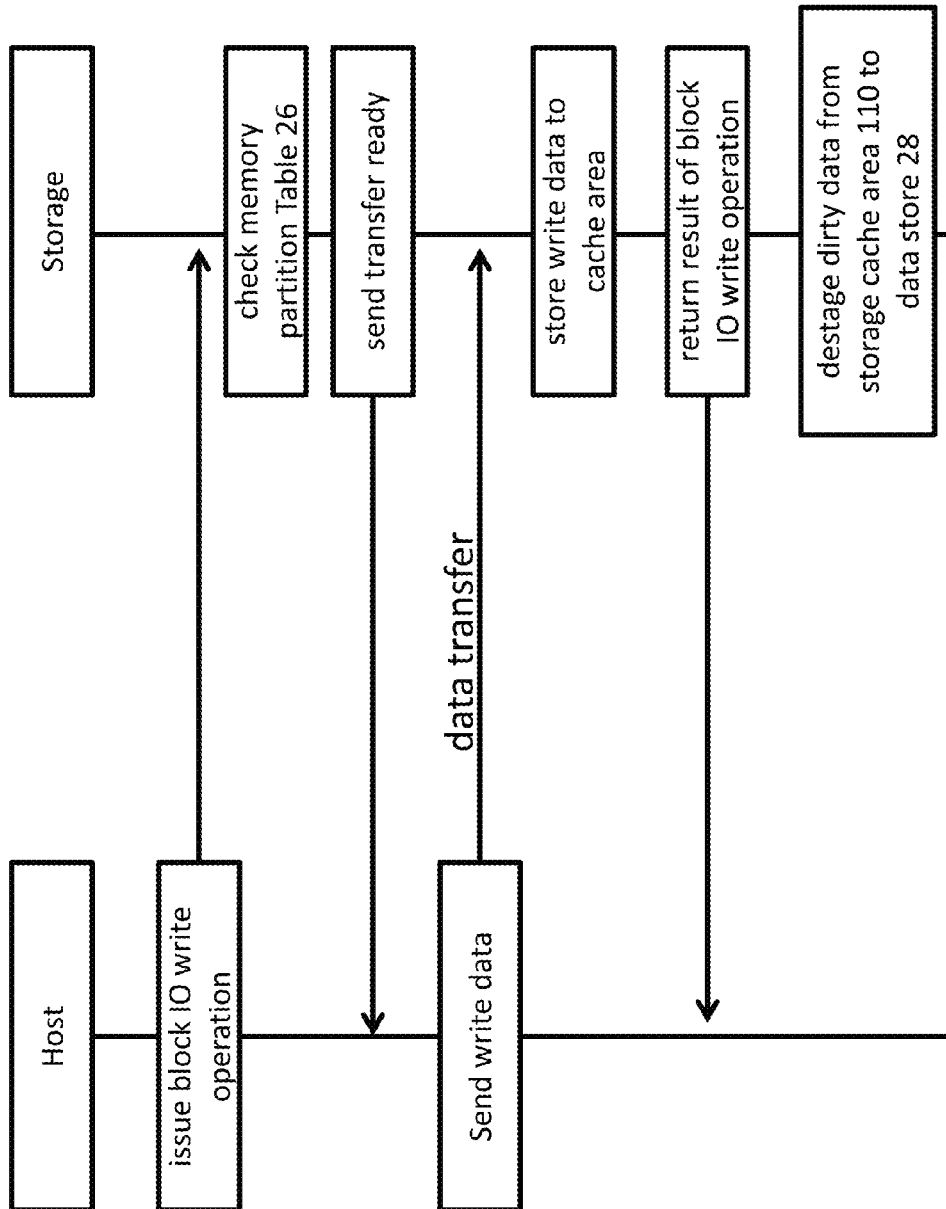 Host
Storage
issue block IO write
operation
check memory
partition Table 26
send transfer ready
Send write data
data transfer
store write data to
cache area
return result of block
IO write operation
destage dirty data from
storage cache area 110 to
data store 28